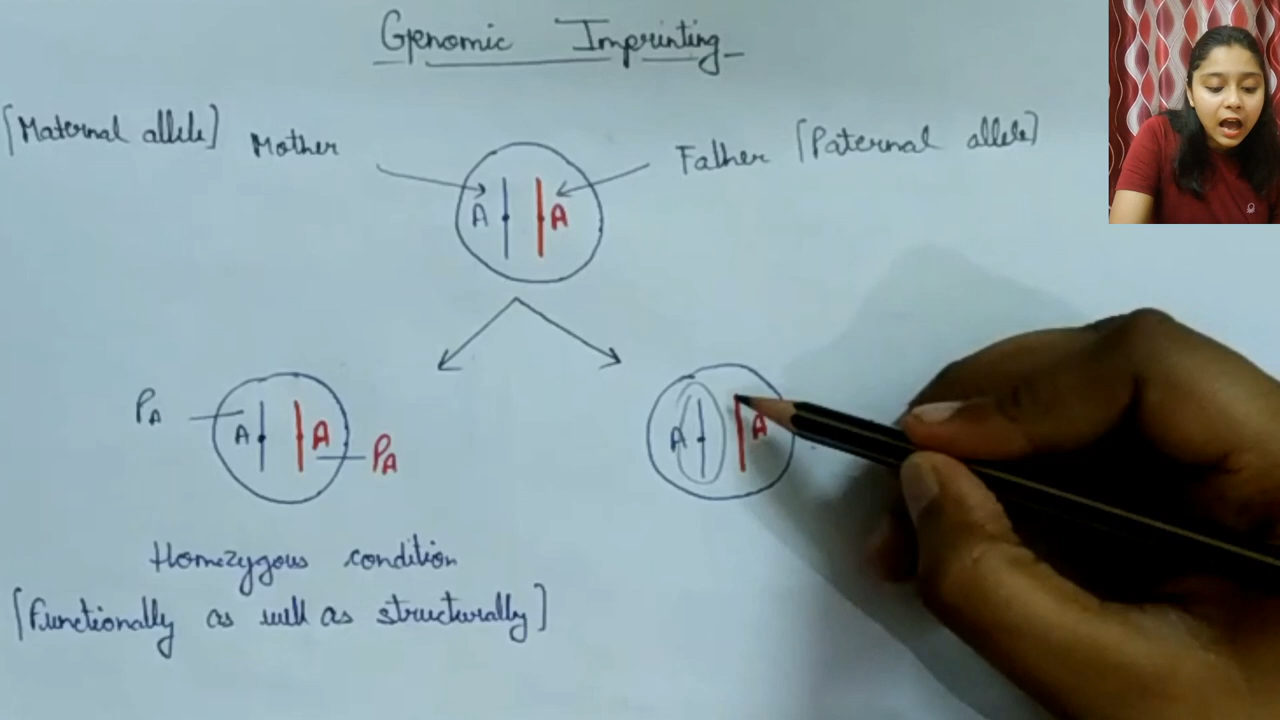 Genomic Imprinting
[Maternal allele] Mother
Father [Paternal allele]
A A
PA
A A
PA
A A
Homozygous condition
[Functionally as well as structurally]